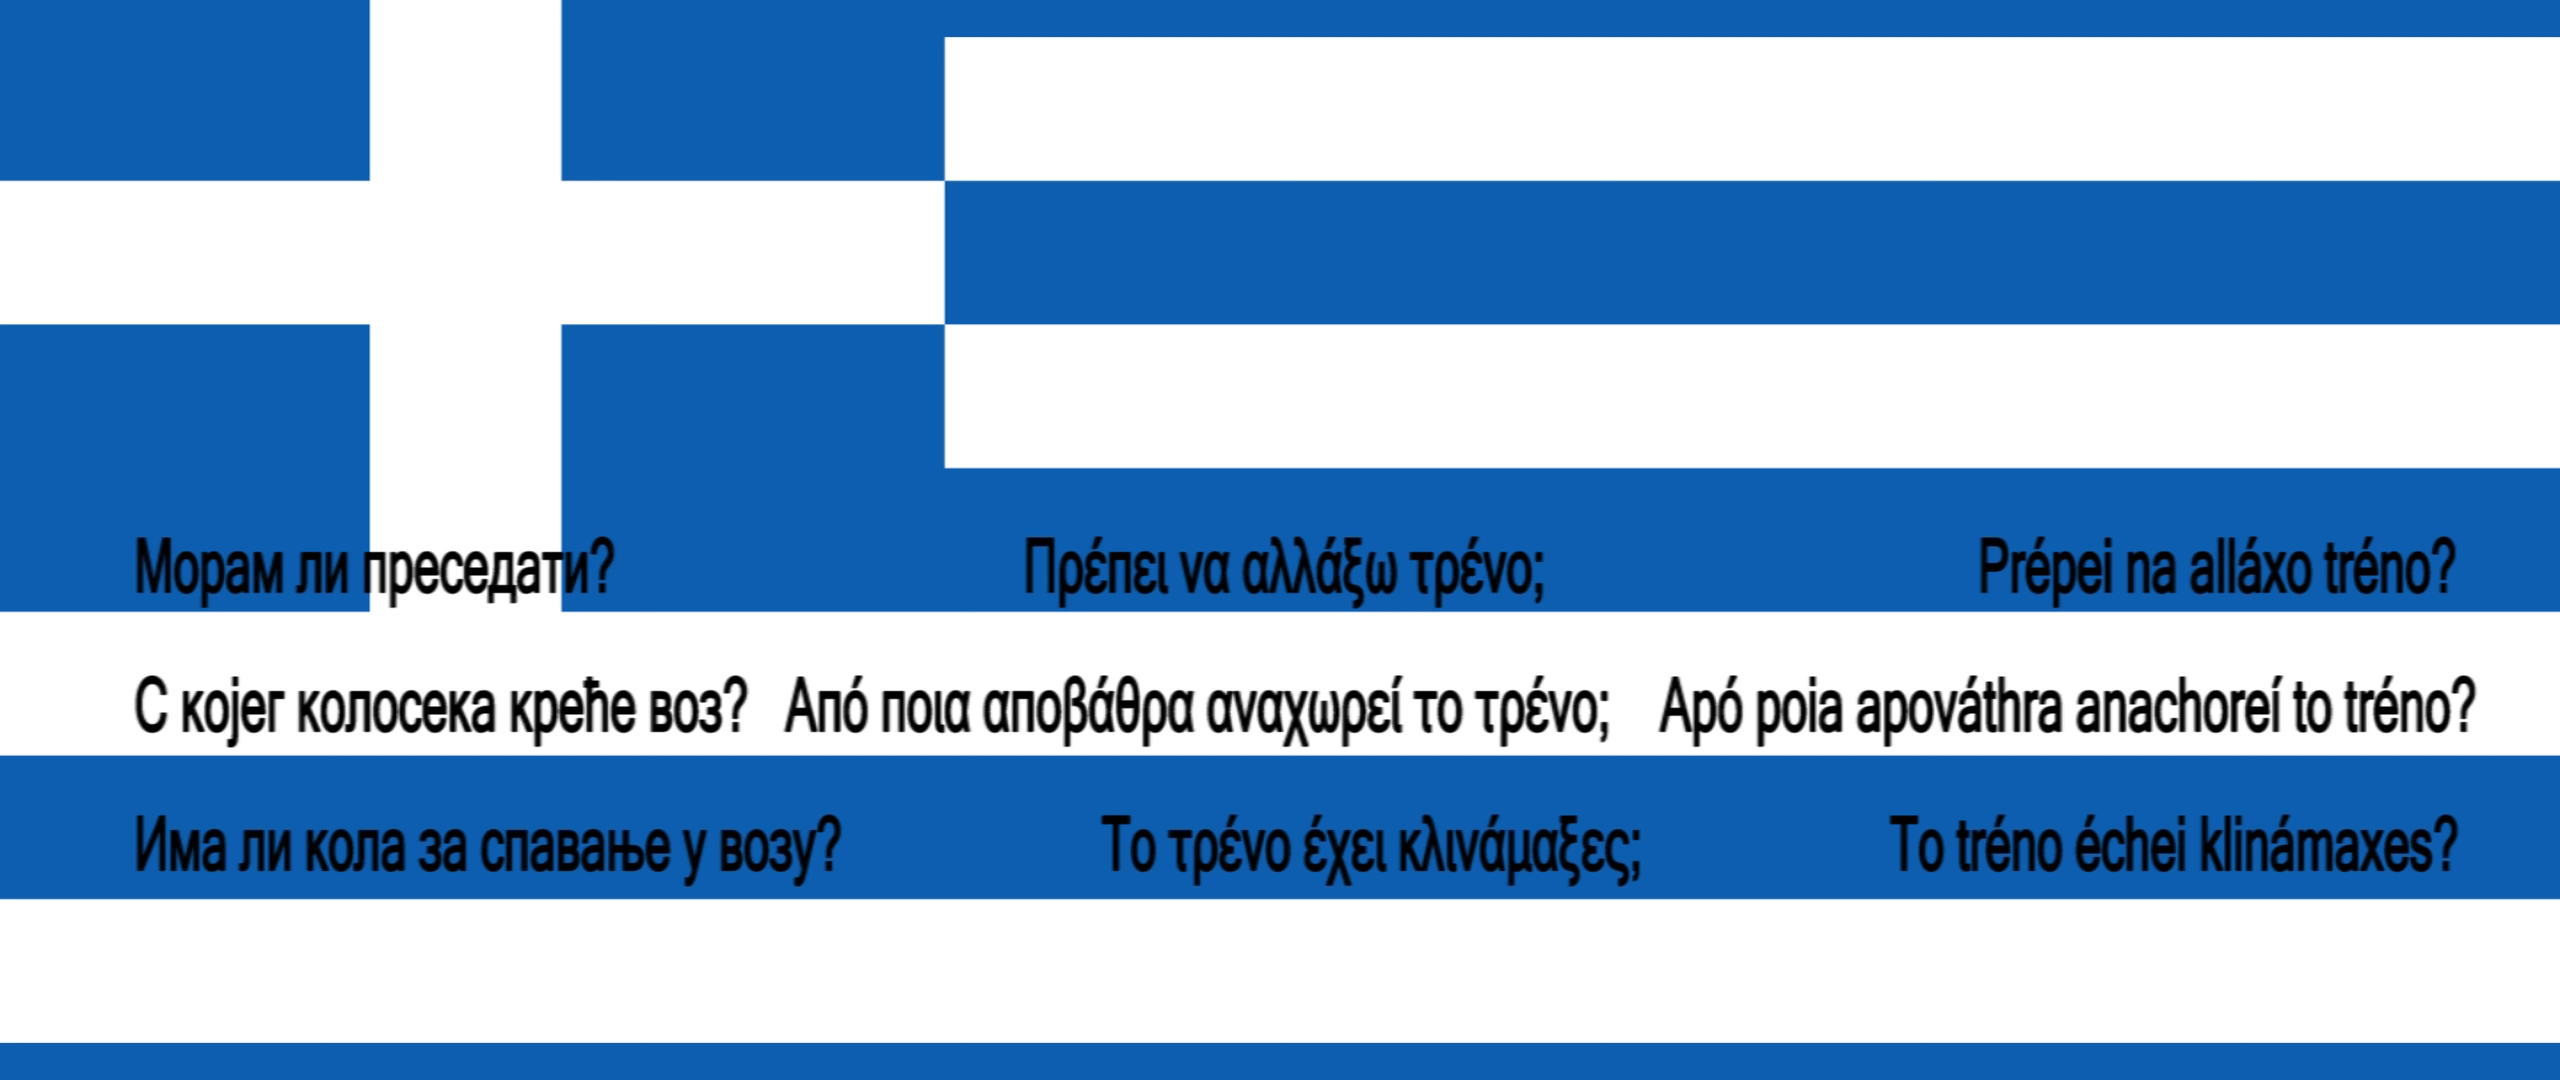 Морам ли преседати? Πρέπει να αλλάξω τρένο; Prépei na alláxo tréno?
С којег колосека креће воз? Από ποια αποβάθρα αναχωρεί το τρένο; Apó poia apováthra anachoreí to tréno?
Има ли кола за спавање у возу? Το τρένο έχει κλινάμαξες; To tréno échei klinámaxes?